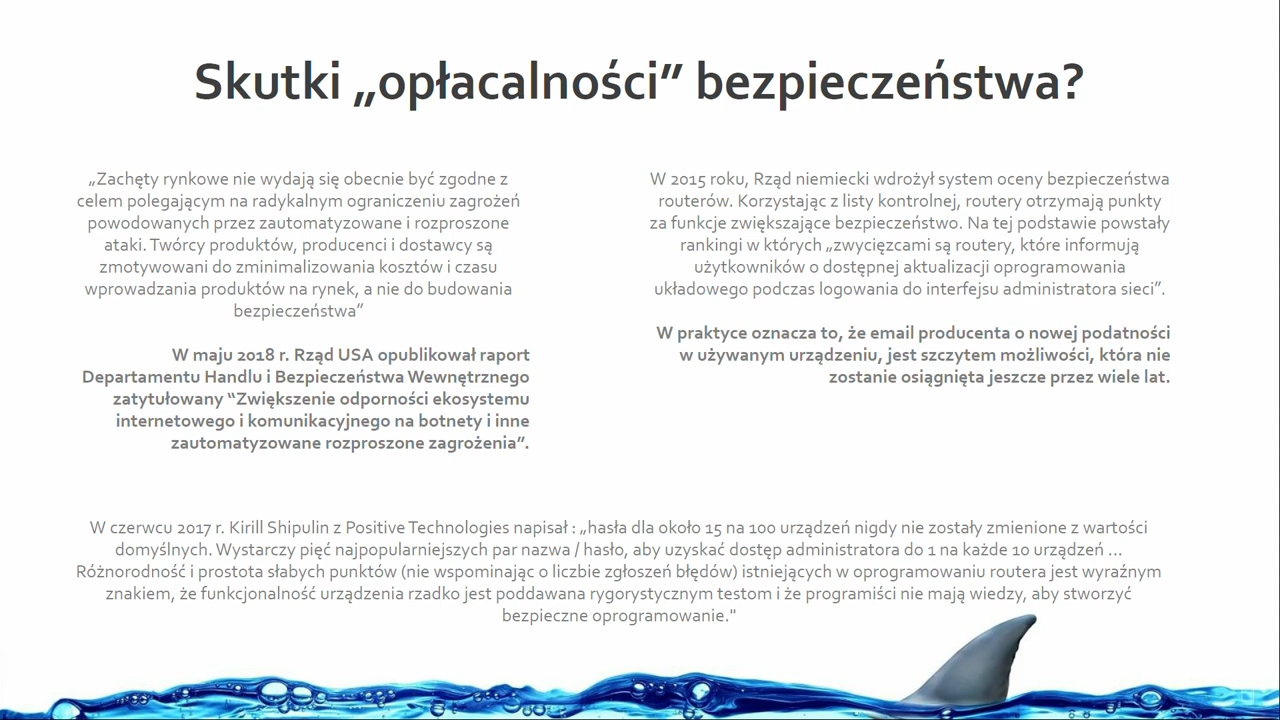 Skutki „opłacalności” bezpieczeństwa?
„Zachęty rynkowe nie wydają się obecnie być zgodne z
celem polegającym na radykalnym ograniczeniu zagrożeń
powodowanych przez zautomatyzowane i rozproszone
ataki. Twórcy produktów, producenci i dostawcy są
zmotywowani do zminimalizowania kosztów i czasu
wprowadzania produktów na rynek, a nie do budowania
bezpieczeństwa”
W maju 2018 r. Rząd USA opublikował raport
Departamentu Handlu i Bezpieczeństwa Wewnętrznego
zatytułowany “Zwiększenie odporności ekosystemu
internetowego i komunikacyjnego na botnety i inne
zautomatyzowane rozproszone zagrożenia”.
W 2015 roku, Rząd niemiecki wdrożył system oceny bezpieczeństwa
routerów. Korzystając z listy kontrolnej, routery otrzymają punkty
za funkcje zwiększające bezpieczeństwo. Na tej podstawie powstały
rankingi w których „zwycięzcami są routery, które informują
użytkowników o dostępnej aktualizacji oprogramowania
układowego podczas logowania do interfejsu administratora sieci”.
W praktyce oznacza to, że email producenta o nowej podatności
w używanym urządzeniu, jest szczytem możliwości, która nie
zostanie osiągnięta jeszcze przez wiele lat.
W czerwcu 2017 r. Kirill Shipulin z Positive Technologies napisał : „hasła dla około 15 na 100 urządzeń nigdy nie zostały zmienione z wartości
domyślnych. Wystarczy pięć najpopularniejszych par nazwa / hasło, aby uzyskać dostęp administratora do 1 na każde 10 urządzeń ...
Różnorodność i prostota słabych punktów (nie wspominając o liczbie zgłoszeń błędów) istniejących w oprogramowaniu routera jest wyraźnym
znakiem, że funkcjonalność urządzenia rzadko jest poddawana rygorystycznym testom i że programiści nie mają wiedzy, aby stworzyć
bezpieczne oprogramowanie."